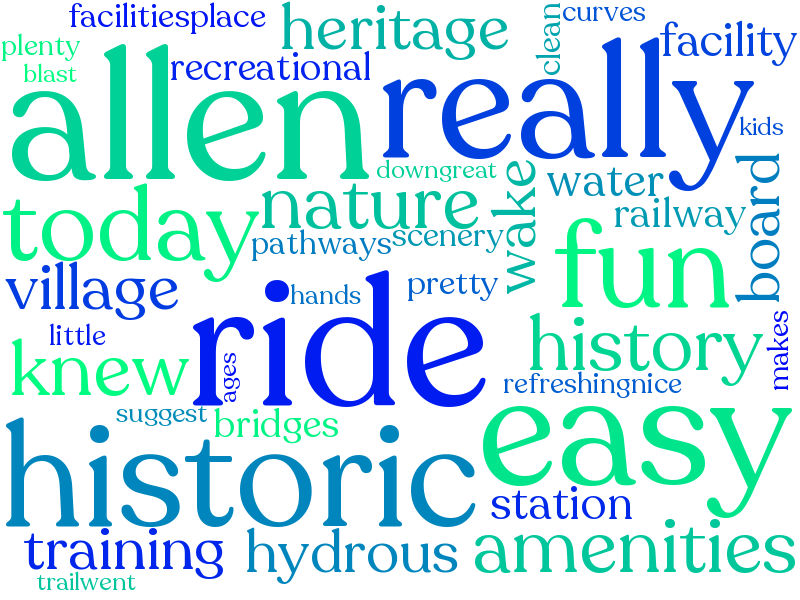 facilitiesplace
heritage
clean
curves
plenty
recreational
facility
blast
allen
really
kids
downgreat
water
board
today
nature
wake
railway
pathways
scenery
fun
village
hands
pretty
little
ride
history
makes
knew
ages
refreshingnice
suggest
bridges
easy
historic
station
training
hydrous
amenities
trailwent